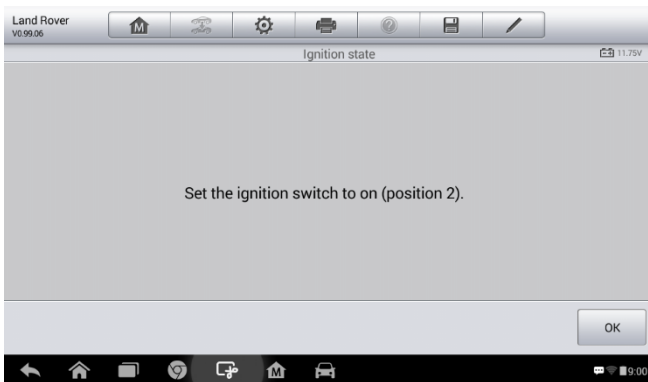 Land Rover
V0.99.06
M
Ignition state
11.75V
Set the ignition switch to on (position 2).
OK
M
9:00